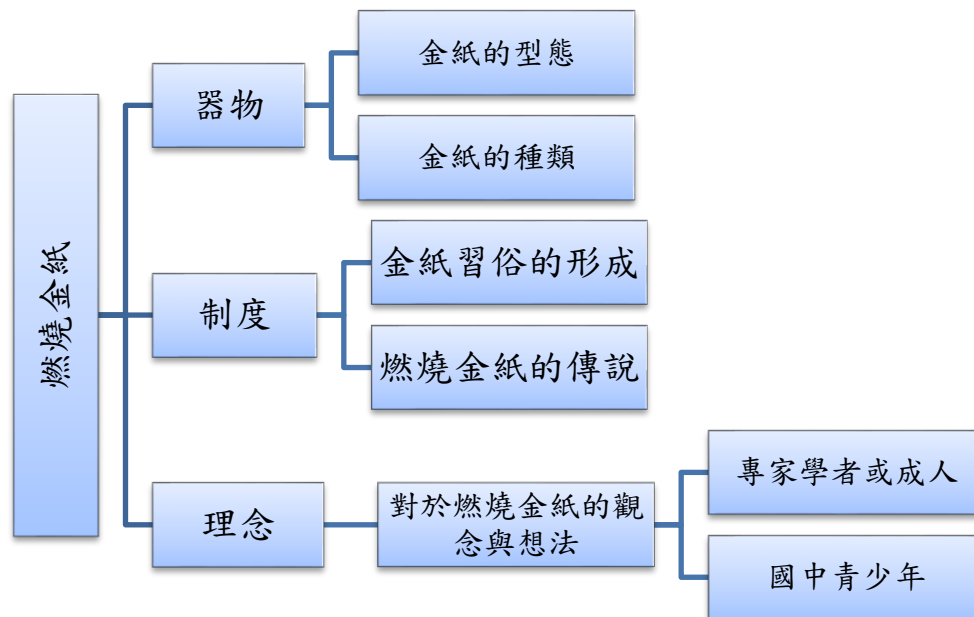 燃燒金紙
器物
金紙的型態
金紙的種類
制度
金紙習俗的形成
燃燒金紙的傳說
理念
對於燃燒金紙的觀
念與想法
專家學者或成人
國中青少年